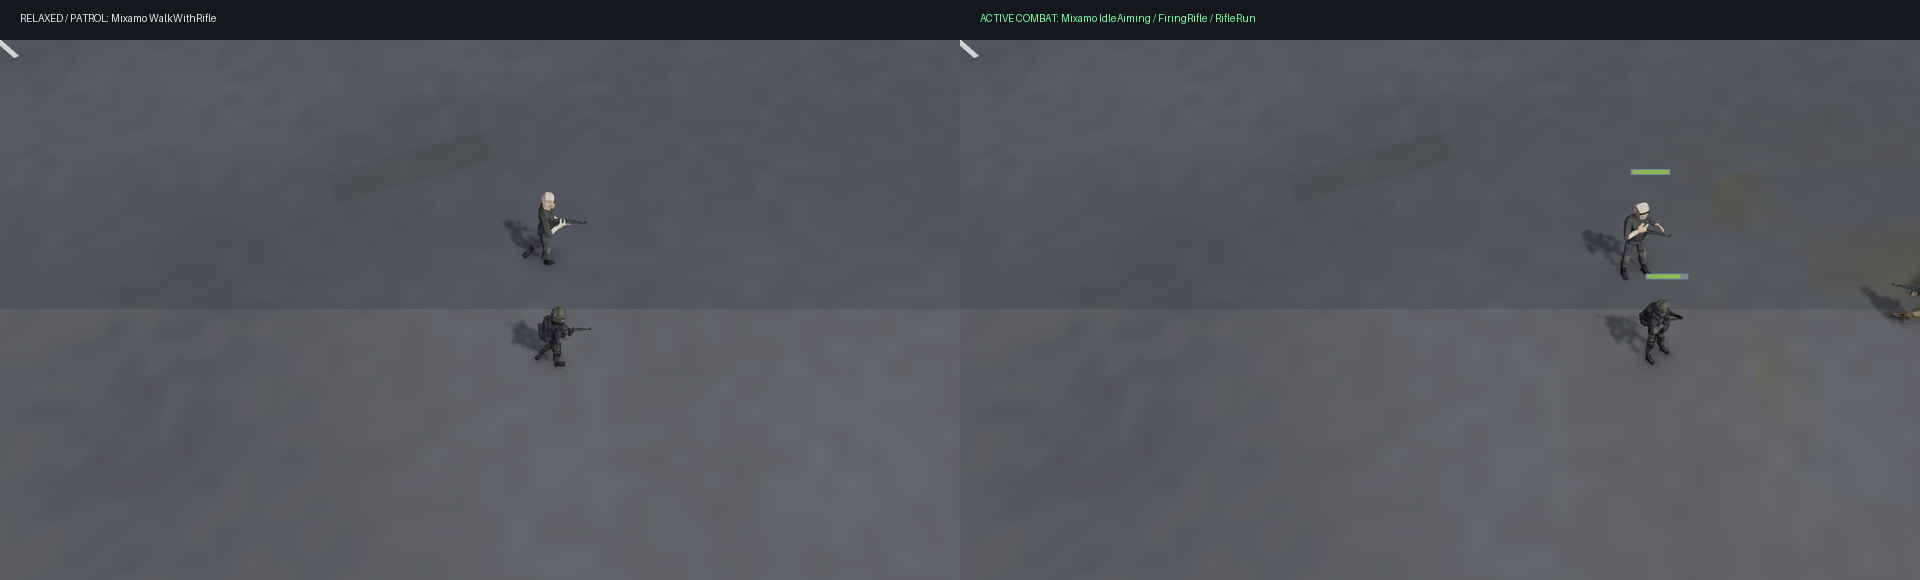 RELAXED / PATROL: Mixamo WalkWithRifle
ACTIVE COMBAT: Mixamo IdleAiming / FiringRifle / RifleRun